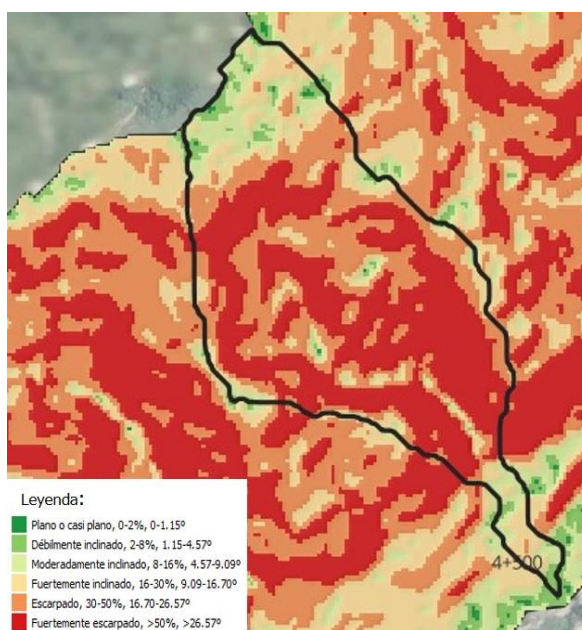 4+500
Leyenda:
Plano o casi plano, 0-2%, 0-1.15º
Débilmente inclinado, 2-8%, 1.15-4.57º
Moderadamente inclinado, 8-16%, 4.57-9.09º
Fuertemente inclinado, 16-30%, 9.09-16.70º
Escarpado, 30-50%, 16.70-26.57º
Fuertemente escarpado, >50%, >26.57º